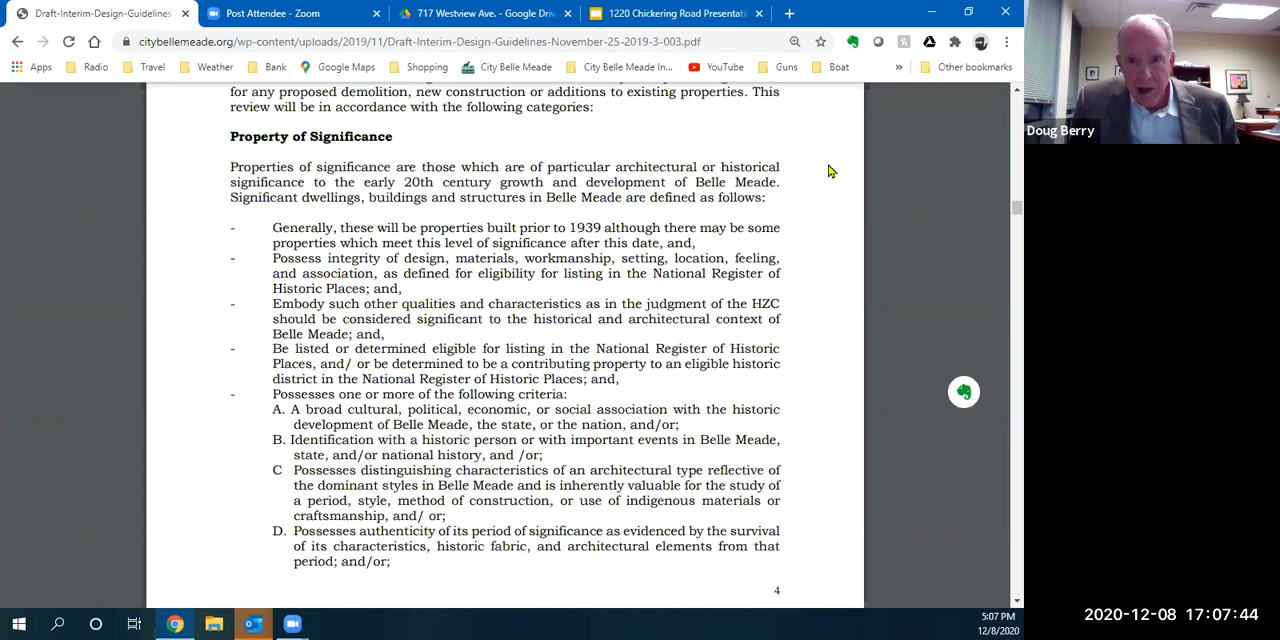 Draft-Interim-Design-Guidelines
Post Attendee - Zoom
717 Westview Ave. - Google Driv
1220 Chickering Road Presentati
citybellemeade.org/wp-content/uploads/2019/11/Draft-Interim-Design-Guidelines-November-25-2019-3-003.pdf
Apps
Radio
Travel
Weather
Bank
Google Maps
Shopping
City Belle Meade
City Belle Meade In...
YouTube
Guns
Boat
»
Other bookmarks
for any proposed demolition, new construction or additions to existing properties. This
review will be in accordance with the following categories:
Property of Significance
Properties of significance are those which are of particular architectural or historical
significance to the early 20th century growth and development of Belle Meade.
Significant dwellings, buildings and structures in Belle Meade are defined as follows:
- Generally, these will be properties built prior to 1939 although there may be some
properties which meet this level of significance after this date, and,
- Possess integrity of design, materials, workmanship, setting, location, feeling,
and association, as defined for eligibility for listing in the National Register of
Historic Places; and,
- Embody such other qualities and characteristics as in the judgment of the HZC
should be considered significant to the historical and architectural context of
Belle Meade; and,
- Be listed or determined eligible for listing in the National Register of Historic
Places, and/ or be determined to be a contributing property to an eligible historic
district in the National Register of Historic Places; and,
- Possesses one or more of the following criteria:
A. A broad cultural, political, economic, or social association with the historic
development of Belle Meade, the state, or the nation, and/or;
B. Identification with a historic person or with important events in Belle Meade,
state, and/or national history, and /or;
C Possesses distinguishing characteristics of an architectural type reflective of
the dominant styles in Belle Meade and is inherently valuable for the study of
a period, style, method of construction, or use of indigenous materials or
craftsmanship, and/ or;
D. Possesses authenticity of its period of significance as evidenced by the survival
of its characteristics, historic fabric, and architectural elements from that
period; and/or;
4
Doug Berry
5:07 PM
12/8/2020
2020-12-08 17:07:44